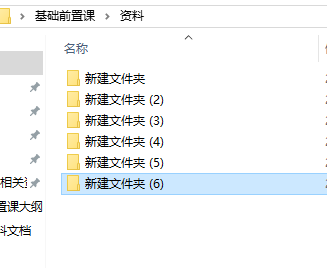 基础前置课 > 资料
名称
新建文件夹
新建文件夹 (2)
新建文件夹 (3)
新建文件夹 (4)
新建文件夹 (5)
新建文件夹 (6)
相关资
置课大纲
料文档